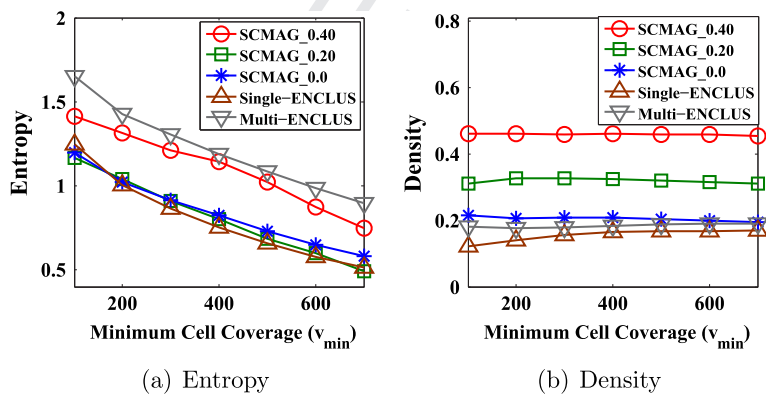 2
1.5
1
0.5
200
400
600
Entropy
Minimum Cell Coverage (vmin)
SCMAG_0.40
SCMAG_0.20
SCMAG_0.0
Single-ENCLUS
Multi-ENCLUS
(a) Entropy
0.8
0.6
0.4
0.2
0
200
400
600
Density
Minimum Cell Coverage (vmin)
SCMAG_0.40
SCMAG_0.20
SCMAG_0.0
Single-ENCLUS
Multi-ENCLUS
(b) Density